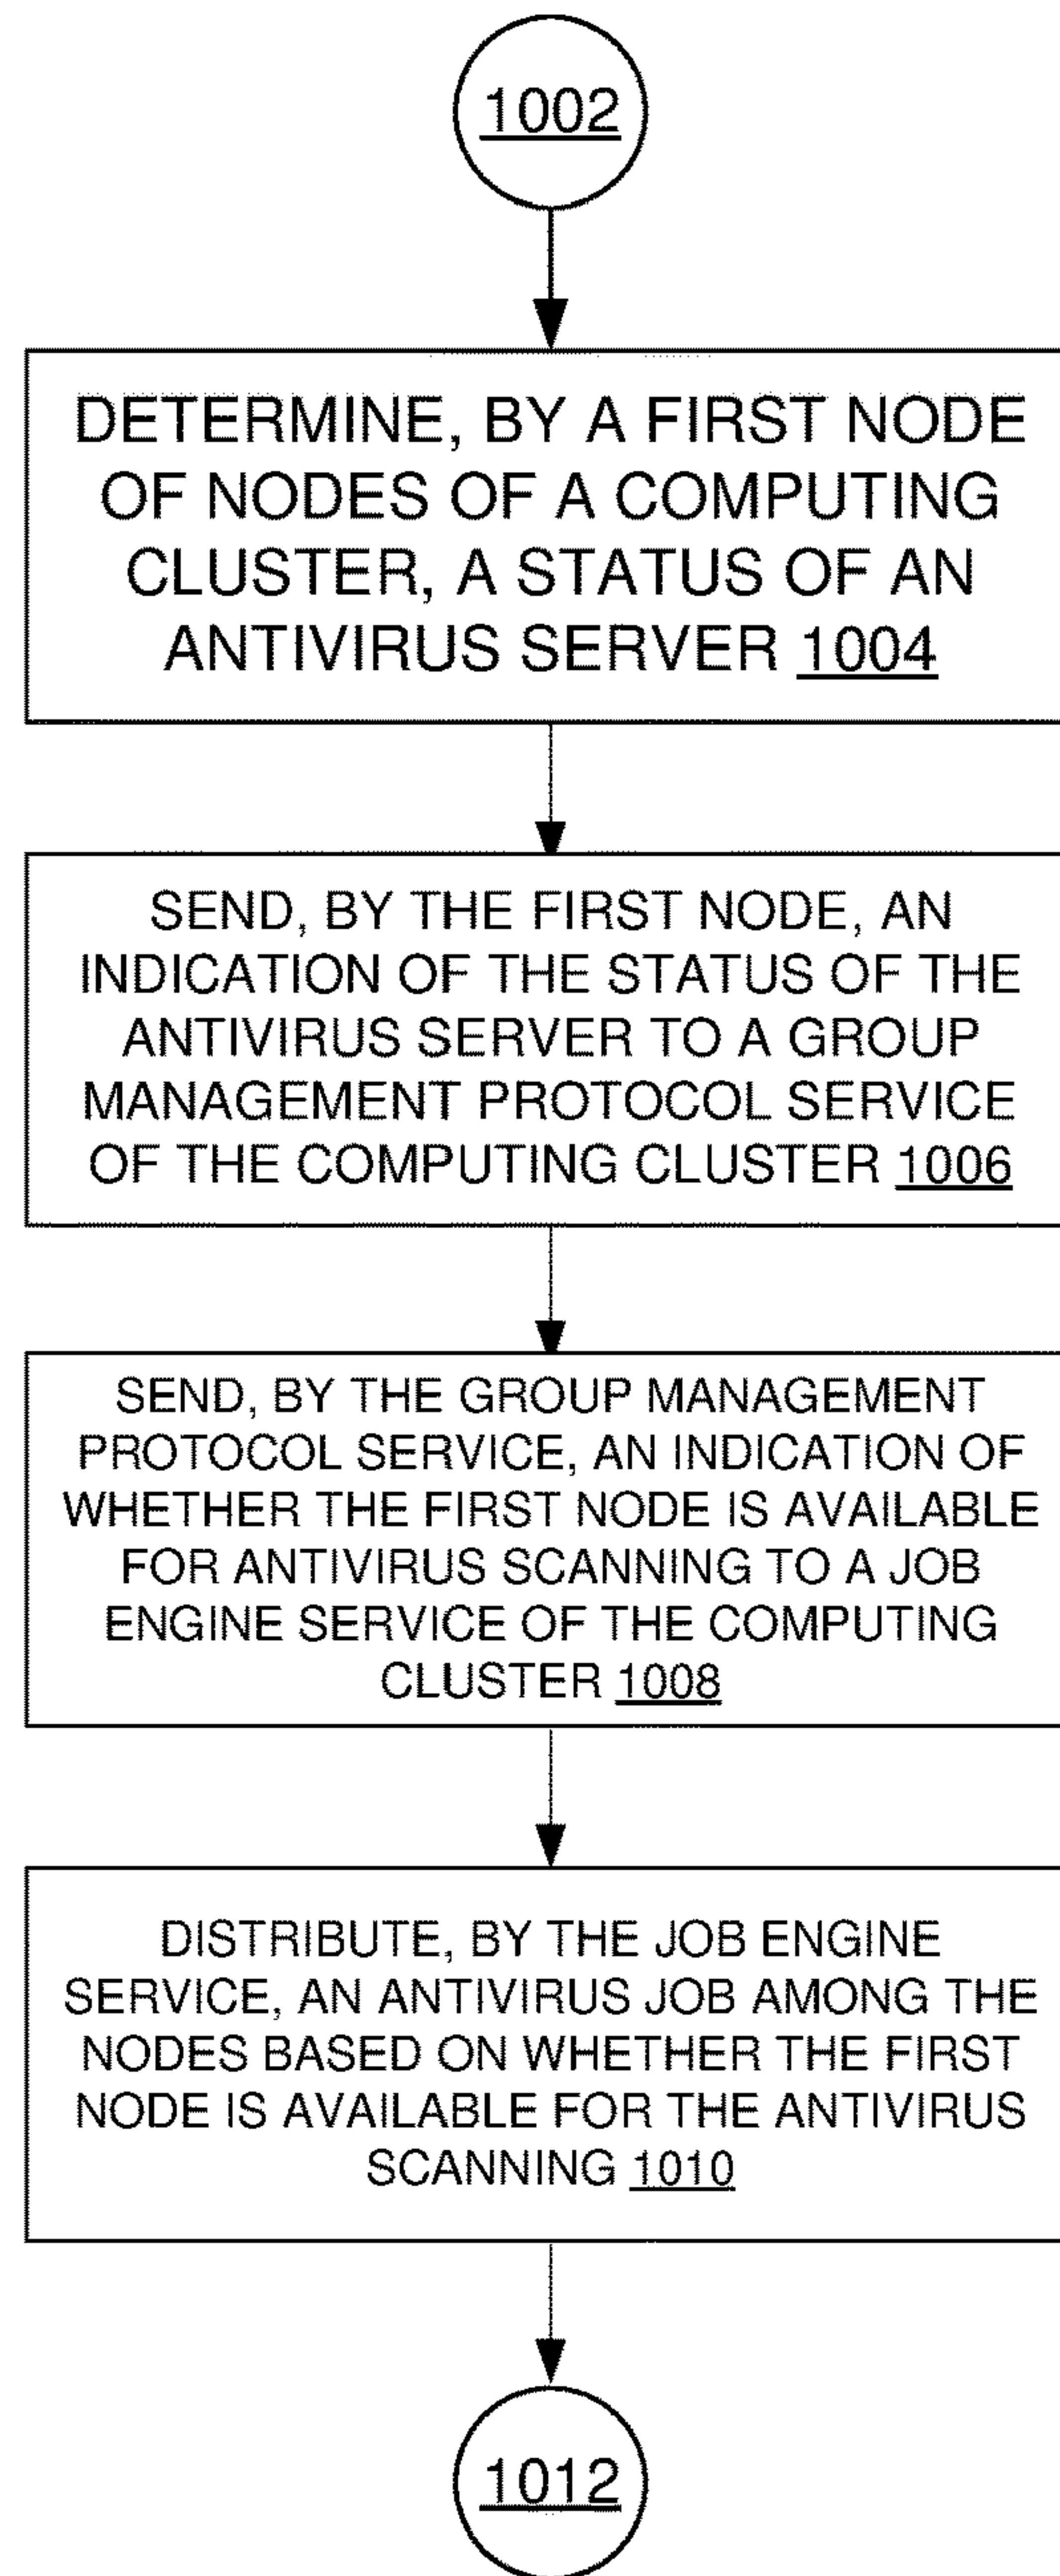 1002
DETERMINE, BY A FIRST NODE
OF NODES OF A COMPUTING
CLUSTER, A STATUS OF AN
ANTIVIRUS SERVER 1004
SEND, BY THE FIRST NODE, AN
INDICATION OF THE STATUS OF THE
ANTIVIRUS SERVER TO A GROUP
MANAGEMENT PROTOCOL SERVICE
OF THE COMPUTING CLUSTER 1006
SEND, BY THE GROUP MANAGEMENT
PROTOCOL SERVICE, AN INDICATION OF
WHETHER THE FIRST NODE IS AVAILABLE
FOR ANTIVIRUS SCANNING TO A JOB
ENGINE SERVICE OF THE COMPUTING
CLUSTER 1008
DISTRIBUTE, BY THE JOB ENGINE
SERVICE, AN ANTIVIRUS JOB AMONG THE
NODES BASED ON WHETHER THE FIRST
NODE IS AVAILABLE FOR THE ANTIVIRUS
SCANNING 1010
1012